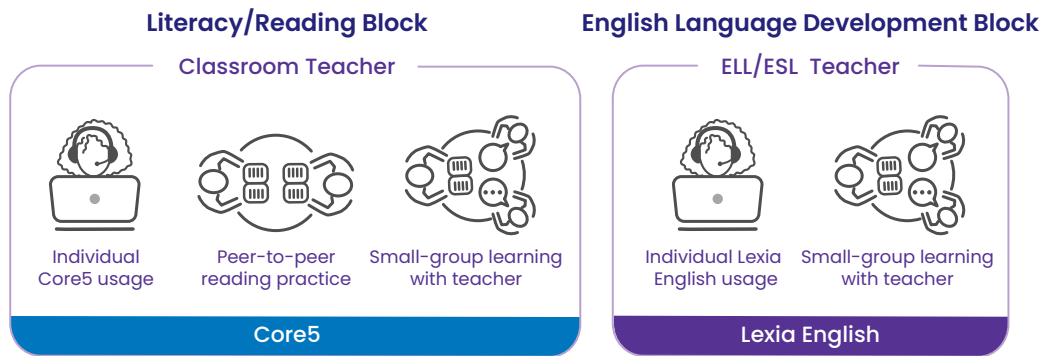 Literacy/Reading Block
Classroom Teacher
Individual
Core5 usage
Peer-to-peer
reading practice
Small-group learning
with teacher
Core5
English Language Development Block
ELL/ESL Teacher
Individual Lexia
English usage
Small-group learning
with teacher
Lexia English